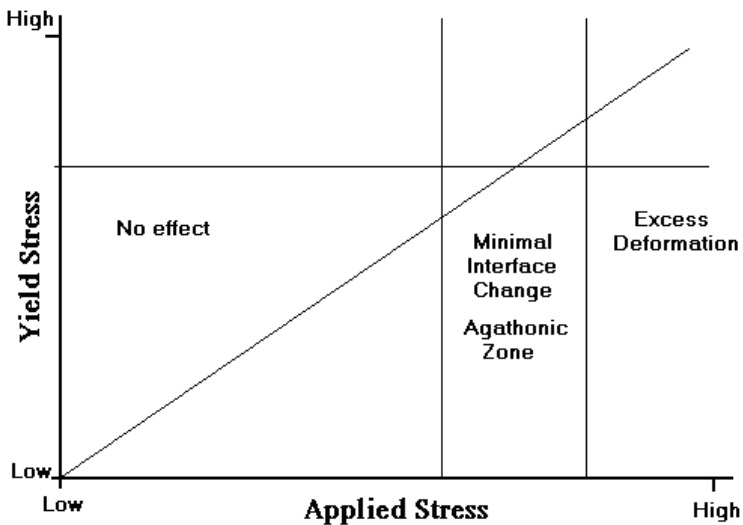 High
Yield Stress
No effect
Minimal
Interface
Change
Agathonic
Zone
Excess
Deformation
Low
Low
Applied Stress
High